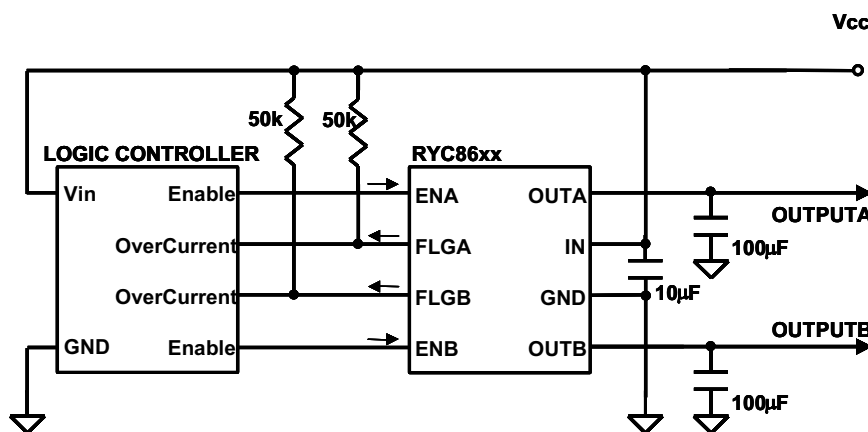 Vcc
50k
50k
LOGIC CONTROLLER
RYC86xx
Vin
Enable
ENA
OUTA
OUTPUTA
OverCurrent
FLGA
IN
100μF
OverCurrent
FLGB
GND
10μF
GND
Enable
ENB
OUTB
OUTPUTB
100μF